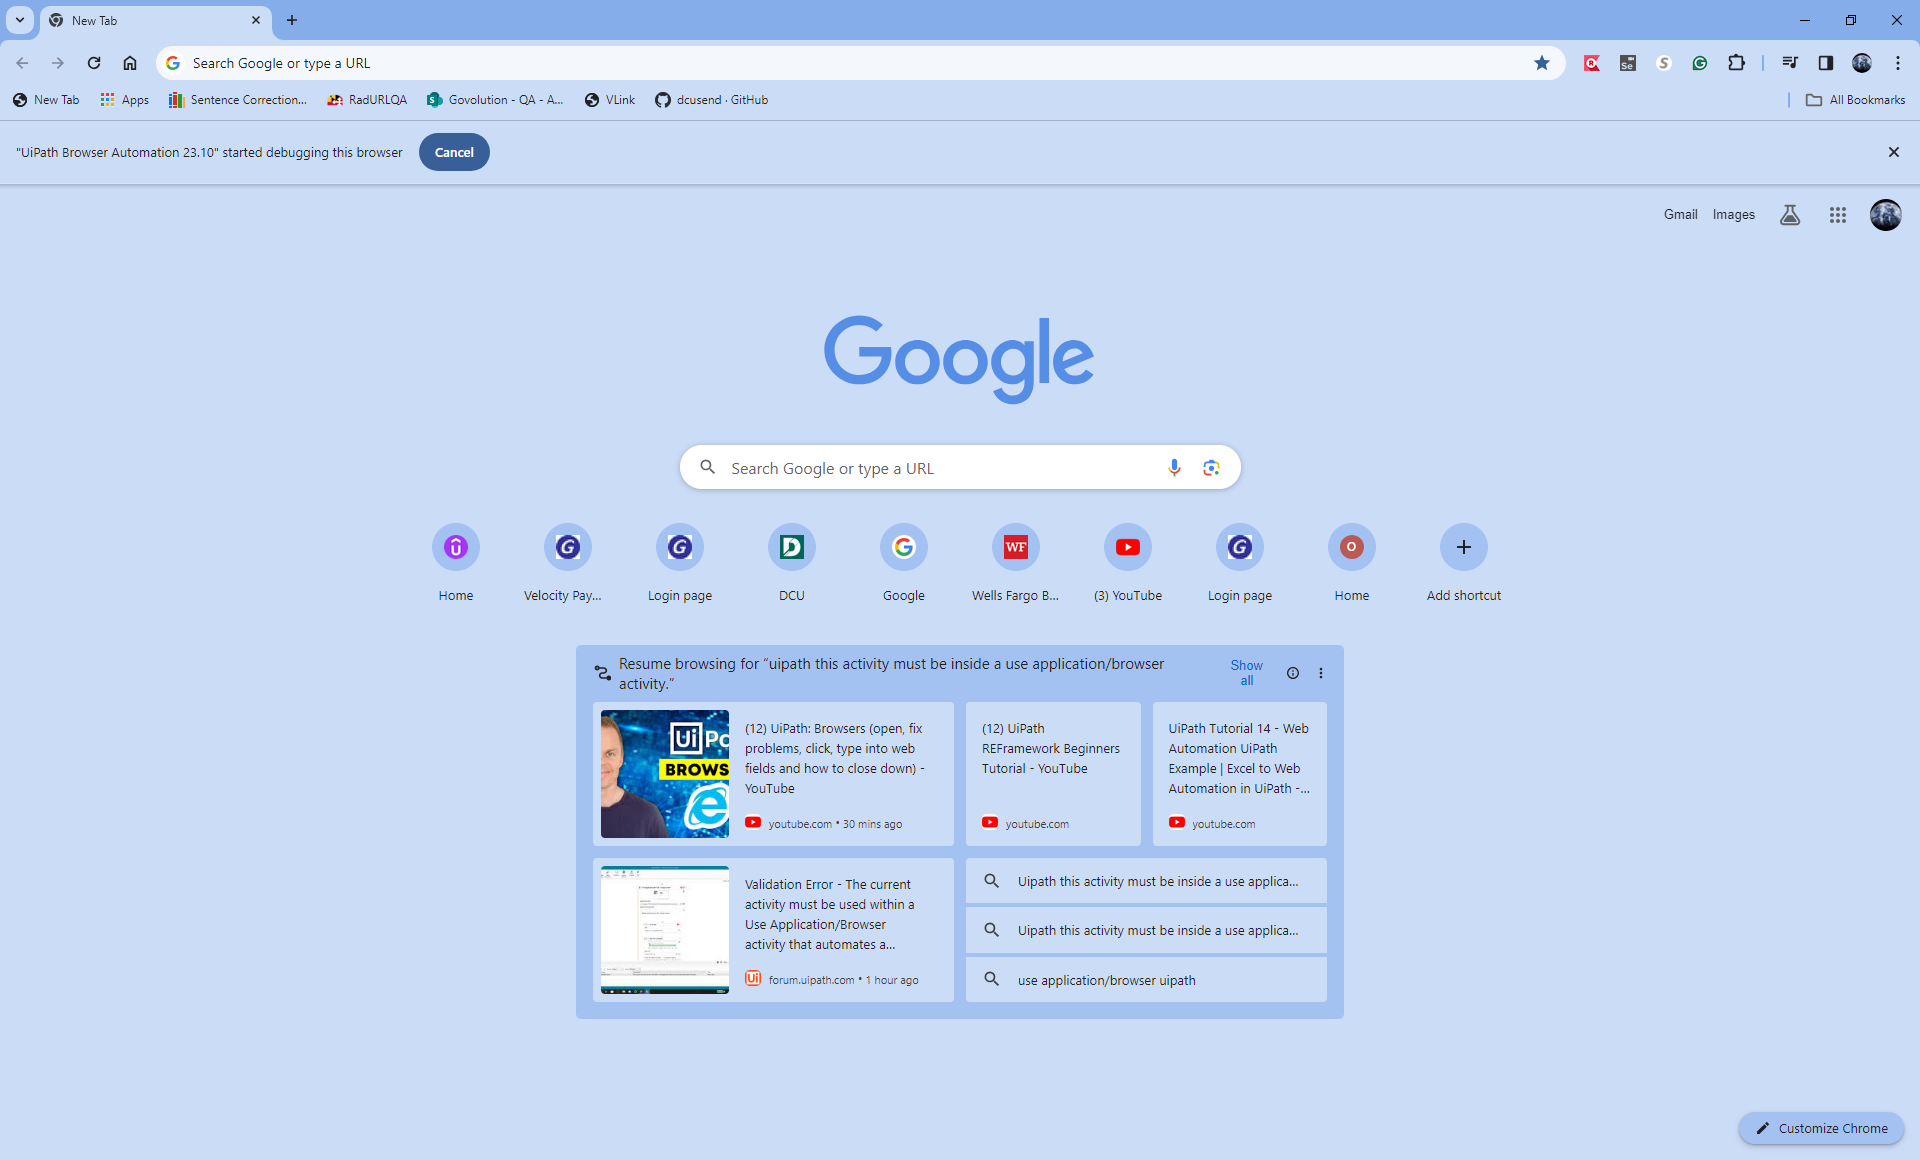 New Tab
Search Google or type a URL
New Tab
Apps
Sentence Correction...
RadURLQA
Govolution - QA - A...
VLink
dcusend · GitHub
All Bookmarks
"UiPath Browser Automation 23.10" started debugging this browser
Cancel
Gmail
Images
Google
Search Google or type a URL
Home
Velocity Pay...
Login page
DCU
Google
WF
Wells Fargo B...
(3) YouTube
Login page
O
Home
Add shortcut
Resume browsing for “uipath this activity must be inside a use application/browser
activity.”
Show
all
Ui
BROWS
(12) UiPath: Browsers (open, fix
problems, click, type into web
fields and how to close down) -
YouTube
youtube.com • 30 mins ago
(12) UiPath
REFramework Beginners
Tutorial - YouTube
youtube.com
UiPath Tutorial 14 - Web
Automation UiPath
Example | Excel to Web
Automation in UiPath -...
youtube.com
Validation Error - The current
activity must be used within a
Use Application/Browser
activity that automates a...
Ui
forum.uipath.com • 1 hour ago
Uipath this activity must be inside a use applica...
Uipath this activity must be inside a use applica...
use application/browser uipath
Customize Chrome